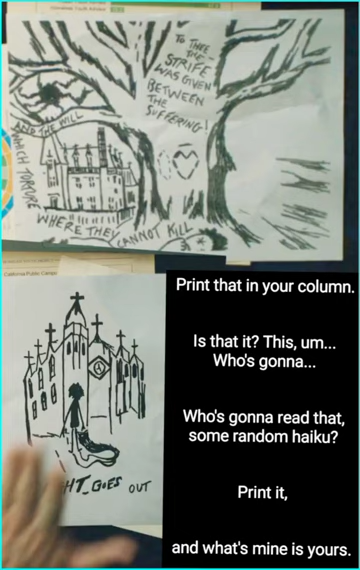 TO THEE
THE
STRIFE
WAS GIVEN
BETWEEN
THE
SUFFERING!
AND THE WILL
WHICH TORTURE
WHERE THEY
CANNOT KILL
California Public
GOES OUT
Print that in your column.
Is that it? This, um...
Who's gonna...
Who's gonna read that,
some random haiku?
Print it,
and what's mine is yours.